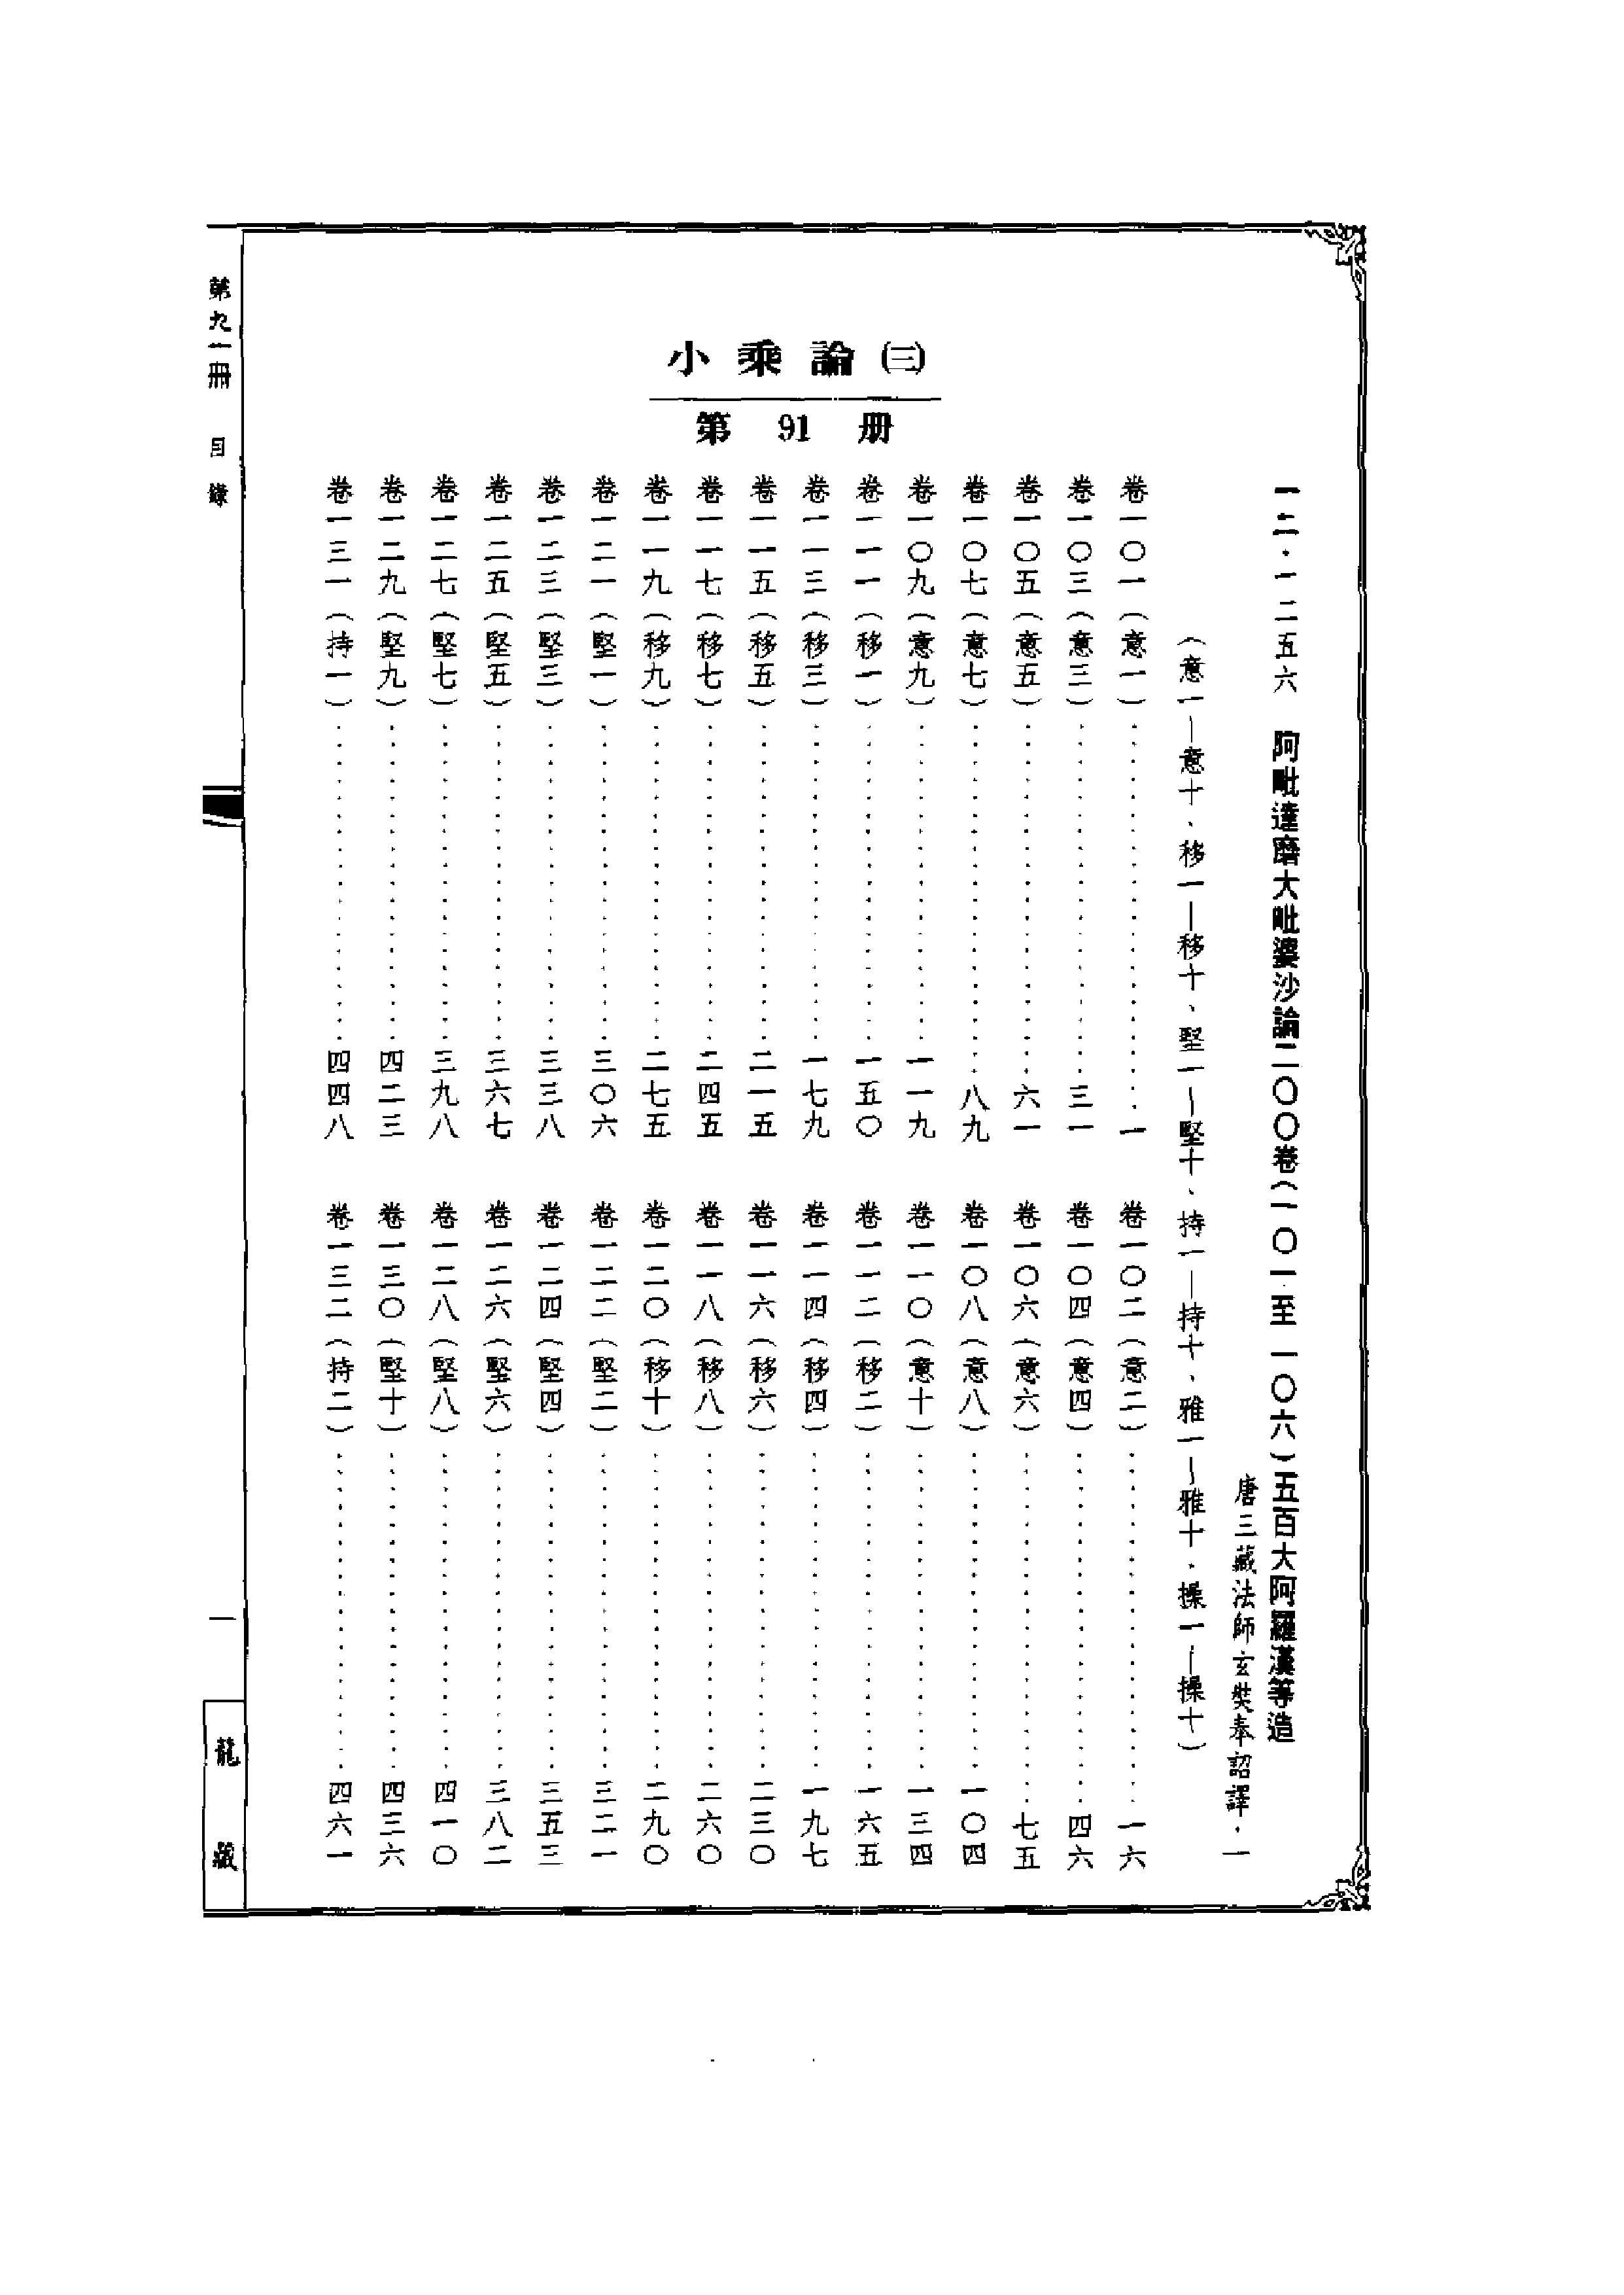 小乘論(三)
第 91 册
一二·一二五六 阿毗達磨大毗婆沙論二〇〇卷(一〇一至一〇六)五百大阿羅漢等造
唐三藏法師玄奘奉詔譯·一
(意一—意十、移一—移十、堅一—堅十、持一—持十、雅一—雅十、操一—操十)
卷一〇一(意一)……一
卷一〇二(意二)……一六
卷一〇三(意三)……三一
卷一〇四(意四)……四六
卷一〇五(意五)……六一
卷一〇六(意六)……七五
卷一〇七(意七)……八九
卷一〇八(意八)……一〇四
卷一〇九(意九)……一一九
卷一一〇(意十)……一三四
卷一一一(移一)……一五〇
卷一一二(移二)……一六五
卷一一三(移三)……一七九
卷一一四(移四)……一九七
卷一一五(移五)……二一五
卷一一六(移六)……二三〇
卷一一七(移七)……二四五
卷一一八(移八)……二六〇
卷一一九(移九)……二七五
卷一二〇(移十)……二九〇
卷一二一(堅一)……三〇六
卷一二二(堅二)……三二一
卷一二三(堅三)……三三八
卷一二四(堅四)……三五三
卷一二五(堅五)……三六七
卷一二六(堅六)……三八二
卷一二七(堅七)……三九八
卷一二八(堅八)……四一〇
卷一二九(堅九)……四二三
卷一三〇(堅十)……四三六
卷一三一(持一)……四四八
卷一三二(持二)……四六一
第九一冊 目錄
一
龍藏